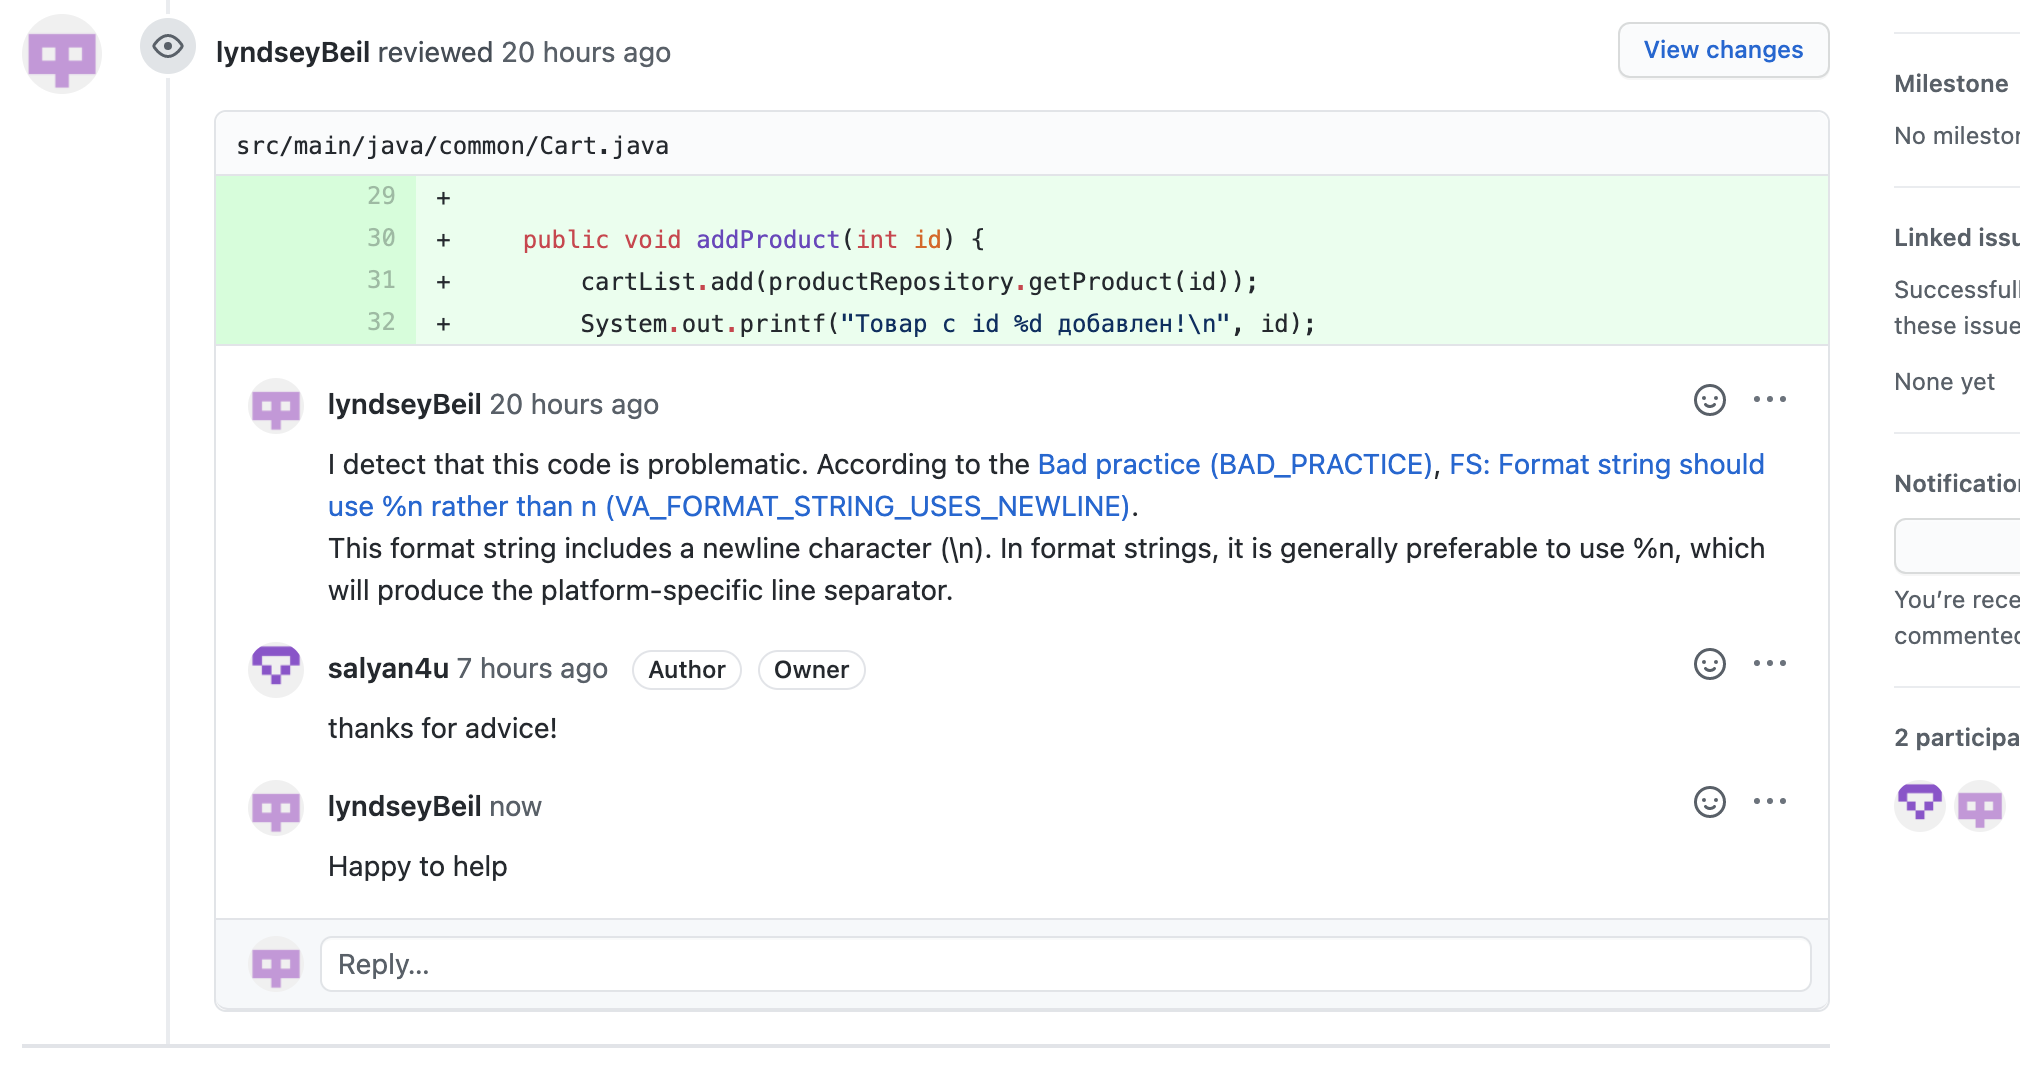 lyndseyBeil reviewed 20 hours ago
View changes
src/main/java/common/Cart.java
29 +
30 + public void addProduct(int id) {
31 + cartList.add(productRepository.getProduct(id));
32 + System.out.printf("Товар с id %d добавлен!\n", id);
lyndseyBeil 20 hours ago
I detect that this code is problematic. According to the Bad practice (BAD_PRACTICE), FS: Format string should
use %n rather than n (VA_FORMAT_STRING_USES_NEWLINE).
This format string includes a newline character (\n). In format strings, it is generally preferable to use %n, which
will produce the platform-specific line separator.
salyan4u 7 hours ago Author Owner
thanks for advice!
lyndseyBeil now
Happy to help
Reply...
Milestone
No milesto
Linked iss
Successful
these issue
None yet
Notificatio
You're rece
commente
2 participa